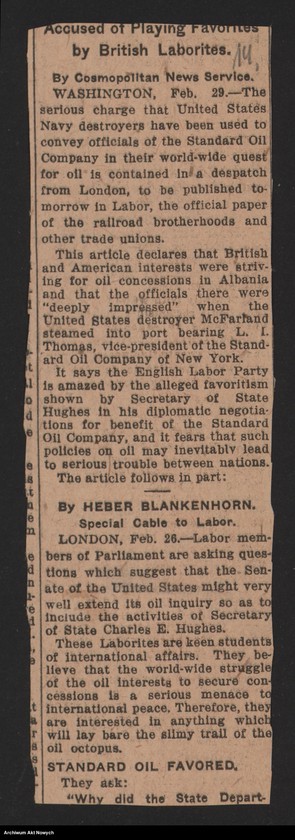 Accused of Playing Favorites
by British Laborites.
14.
By Cosmopolitan News Service.
WASHINGTON, Feb. 29.—The
serious charge that United States
Navy destroyers have been used to
convey officials of the Standard Oil
Company in their world-wide quest
for oil is contained in a despatch
from London, to be published to-
morrow in Labor, the official paper
of the railroad brotherhoods and
other trade unions.
This article declares that British
and American interests were striv-
ing for oil concessions in Albania
and that the officials there were
"deeply impressed" when the
United States destroyer McFarland
steamed into port bearing L. I.
Thomas, vice-president of the Stand-
ard Oil Company of New York.
It says the English Labor Party
is amazed by the alleged favoritism
shown by Secretary of State
Hughes in his diplomatic negotia-
tions for benefit of the Standard
Oil Company, and it fears that such
policies on oil may inevitably lead
to serious trouble between nations.
The article follows in part:
By HEBER BLANKENHORN.
Special Cable to Labor.
LONDON, Feb. 26.—Labor mem-
bers of Parliament are asking ques-
tions which suggest that the Sen-
ate of the United States might very
well extend its oil inquiry so as to
include the activities of Secretary
of State Charles E. Hughes.
These Laborites are keen students
of international affairs. They be-
lieve that the world-wide struggle
of the oil interests to secure con-
cessions is a serious menace to
international peace. Therefore, they
are interested in anything which
will lay bare the slimy trail of the
oil octopus.
STANDARD OIL FAVORED.
They ask:
"Why did the State Depart-
Archiwum Akt Nowych